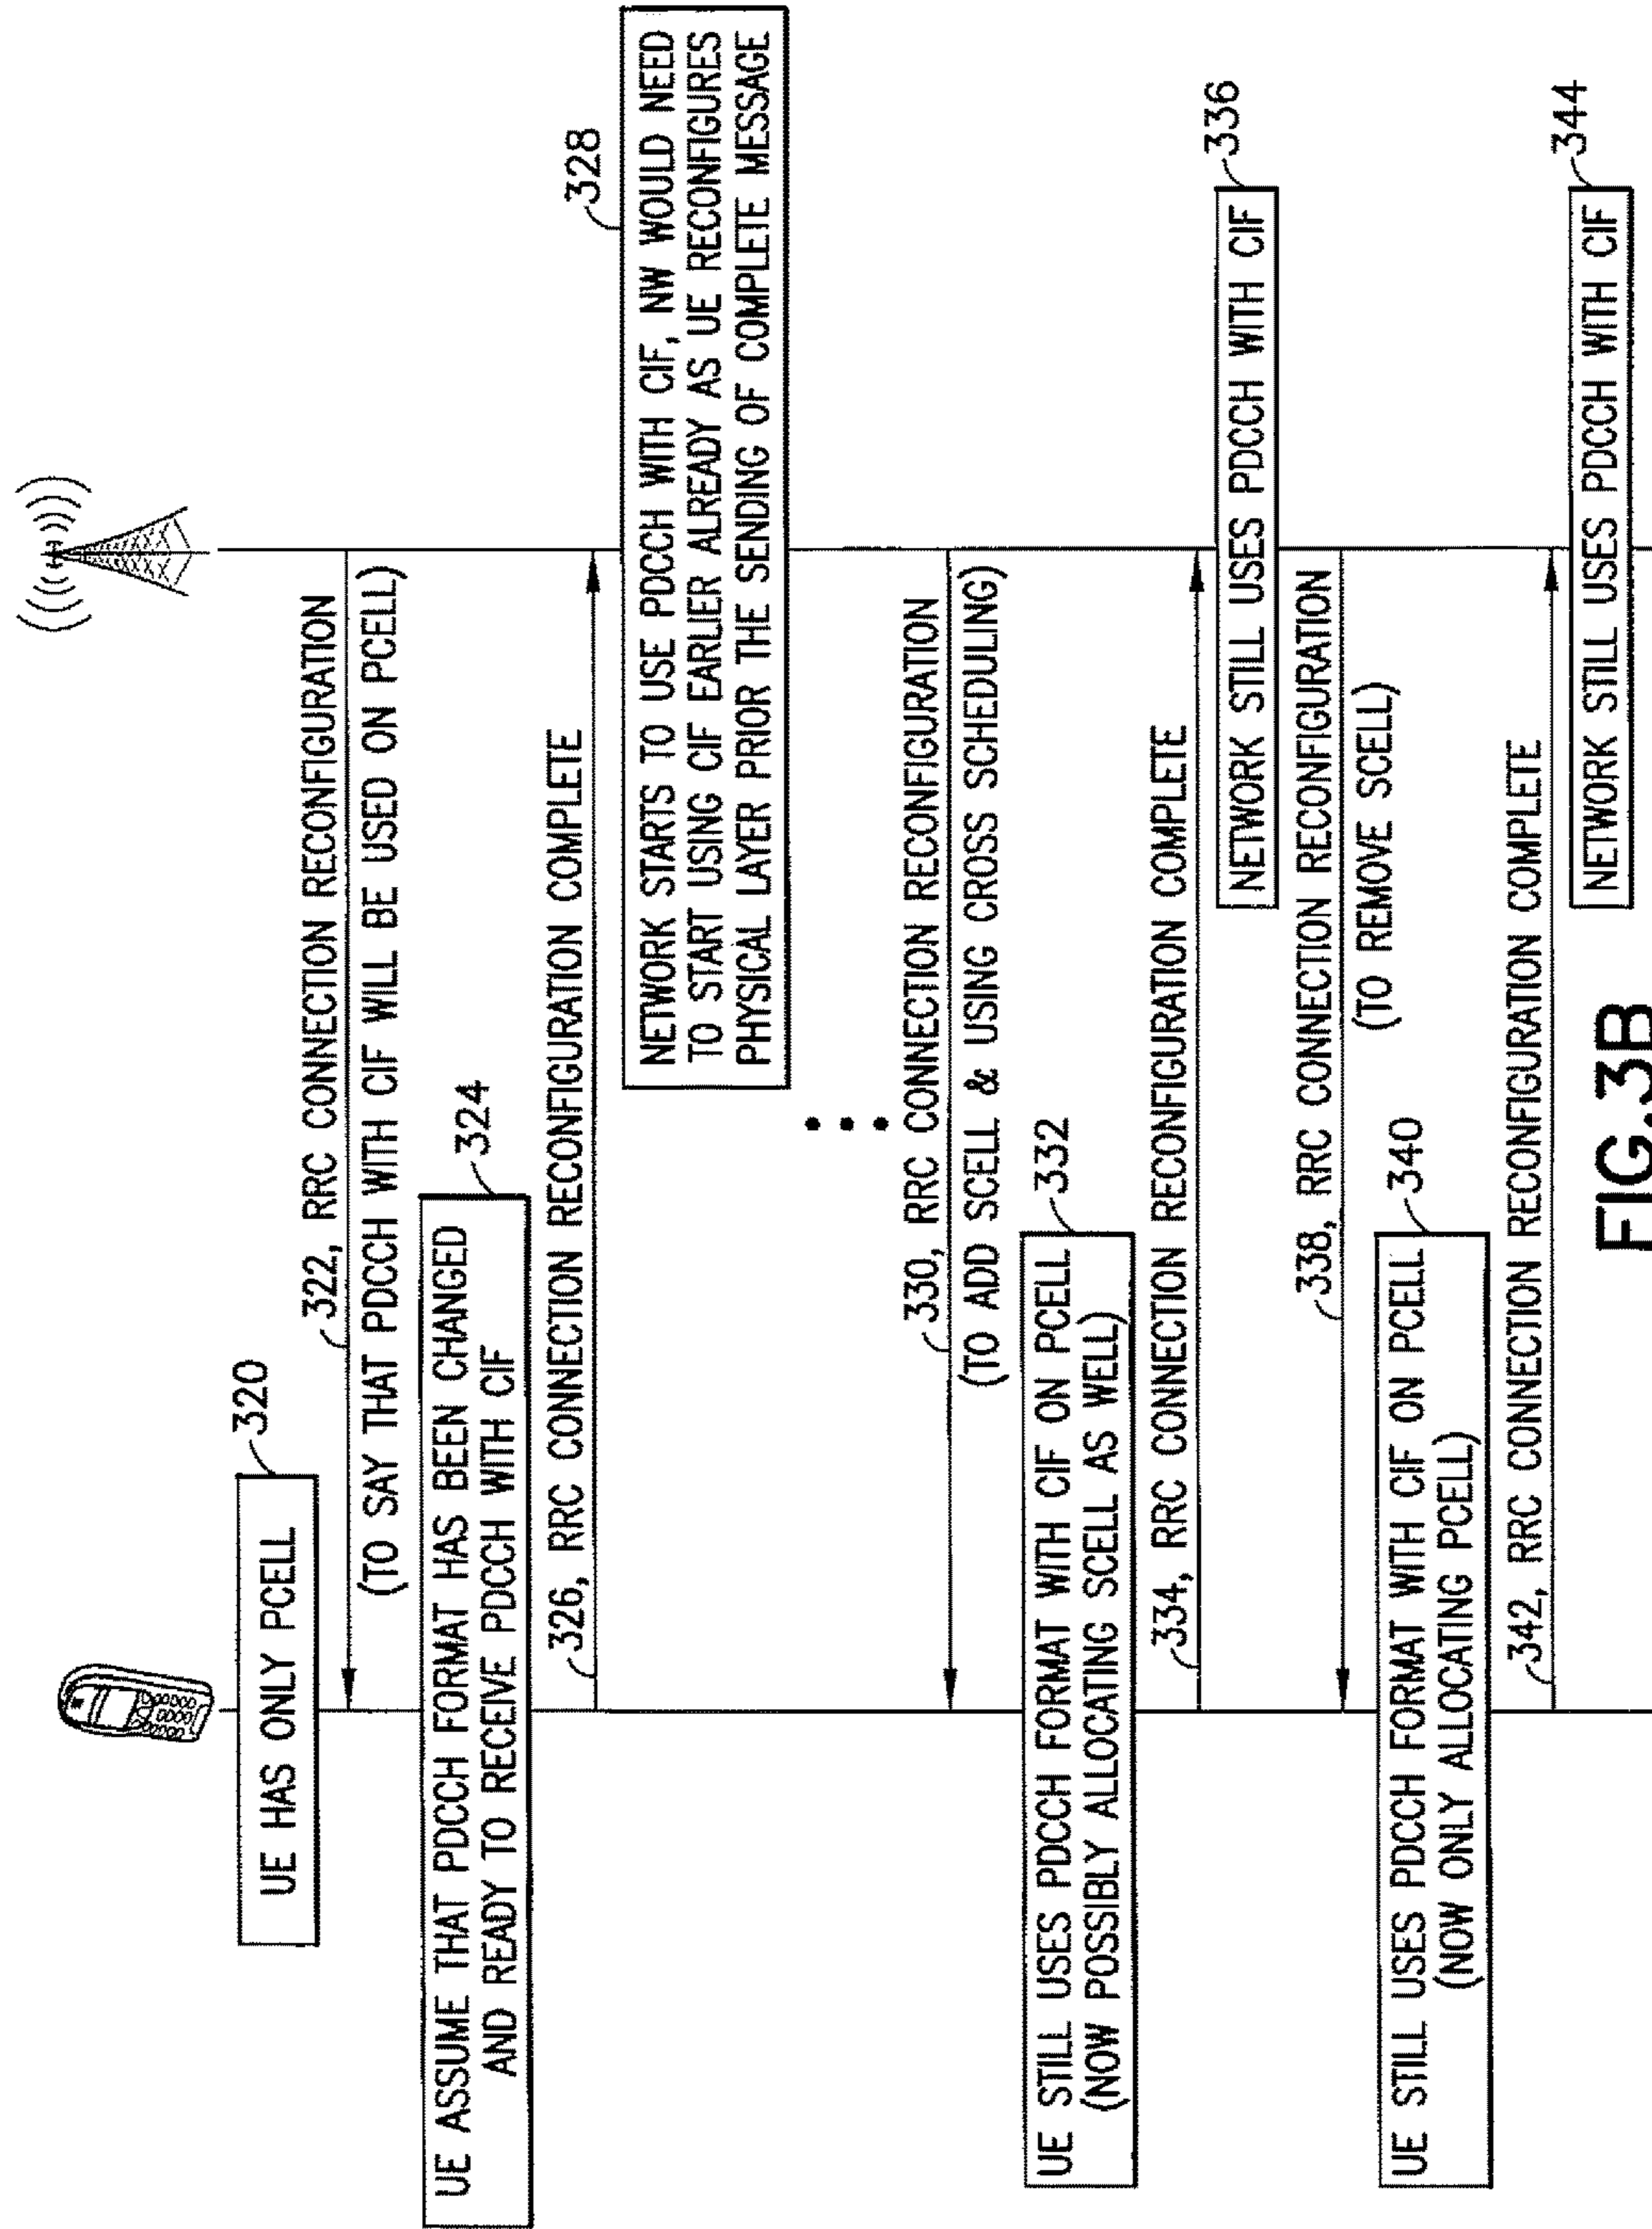 UE HAS ONLY PCELL
320
322, RRC CONNECTION RECONFIGURATION
(TO SAY THAT PDCCH WITH CIF WILL BE USED ON PCELL)
324
UE ASSUME THAT PDCCH FORMAT HAS BEEN CHANGED
AND READY TO RECEIVE PDCCH WITH CIF
326, RRC CONNECTION RECONFIGURATION COMPLETE
328
NETWORK STARTS TO USE PDCCH WITH CIF, NW WOULD NEED
TO START USING CIF EARLIER ALREADY AS UE RECONFIGURES
PHYSICAL LAYER PRIOR THE SENDING OF COMPLETE MESSAGE
330, RRC CONNECTION RECONFIGURATION
(TO ADD SCELL & USING CROSS SCHEDULING)
332
UE STILL USES PDCCH FORMAT WITH CIF ON PCELL
(NOW POSSIBLY ALLOCATING SCELL AS WELL)
334, RRC CONNECTION RECONFIGURATION COMPLETE
336
NETWORK STILL USES PDCCH WITH CIF
338, RRC CONNECTION RECONFIGURATION
(TO REMOVE SCELL)
340
UE STILL USES PDCCH FORMAT WITH CIF ON PCELL
(NOW ONLY ALLOCATING PCELL)
342, RRC CONNECTION RECONFIGURATION COMPLETE
344
NETWORK STILL USES PDCCH WITH CIF
FIG.3B